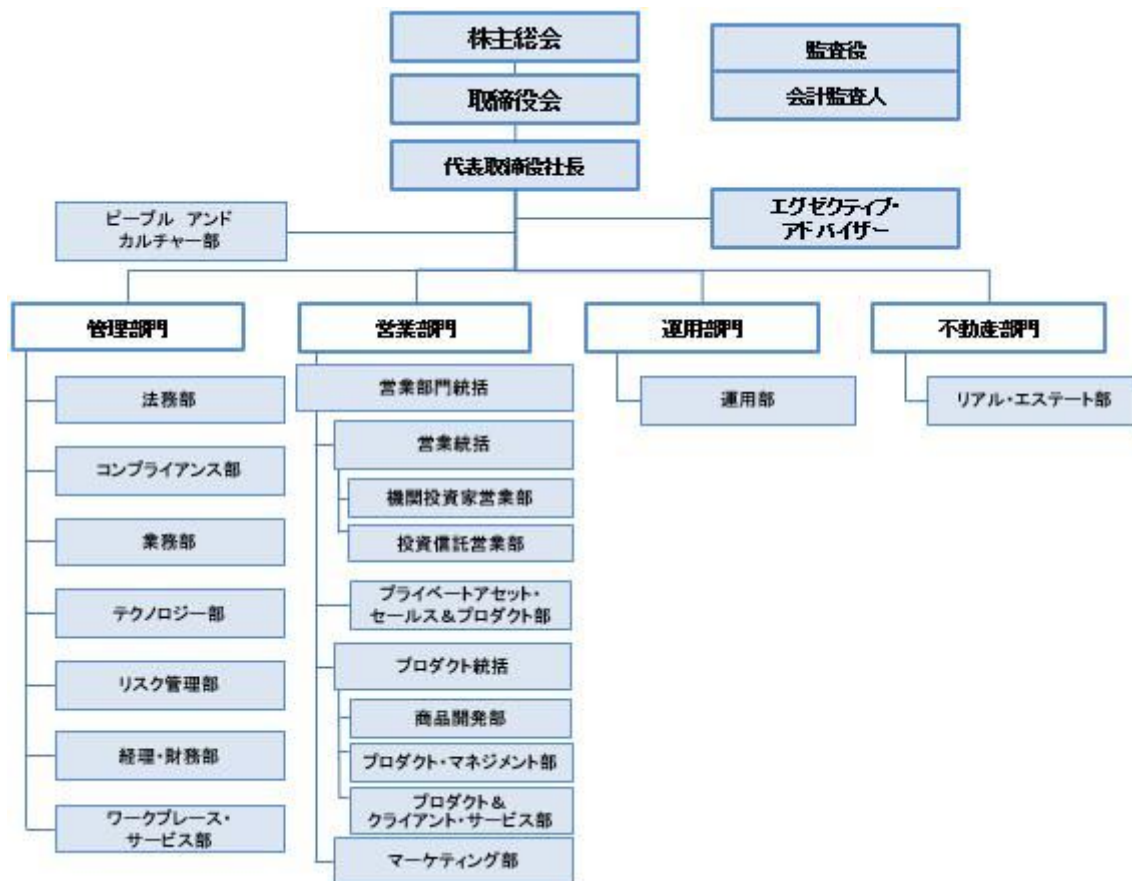 株主総会
監査役
取締役会
会計監査人
代表取締役社長
ピープル アンド
カルチャー部
エグゼクティブ・
アドバイザー
管理部門
営業部門
運用部門
不動産部門
法務部
コンプライアンス部
業務部
テクノロジー部
リスク管理部
経理・財務部
ワークプレース・
サービス部
営業部門統括
営業統括
機関投資家営業部
投資信託営業部
プライベートアセット・
セールス&プロダクト部
プロダクト統括
商品開発部
プロダクト・マネジメント部
プロダクト&
クライアント・サービス部
マーケティング部
運用部
リアル・エステート部